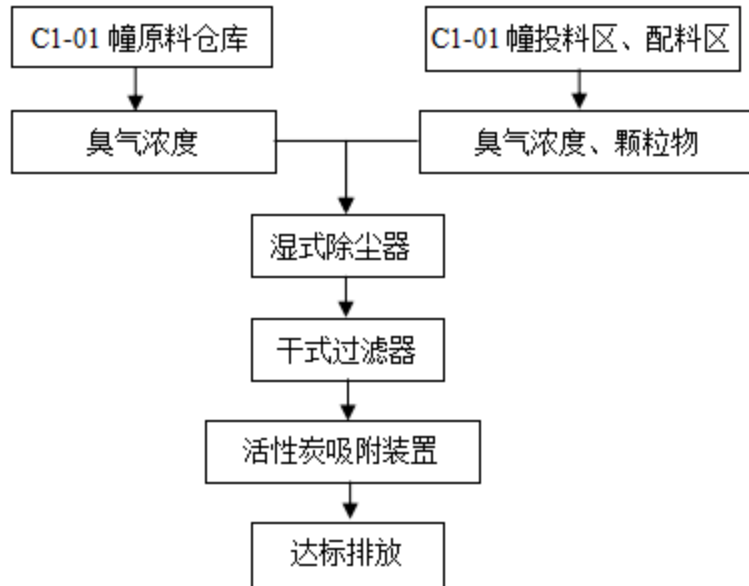 C1-01 幢原料仓库
C1-01 幢投料区、配料区
臭气浓度
臭气浓度、颗粒物
湿式除尘器
干式过滤器
活性炭吸附装置
达标排放